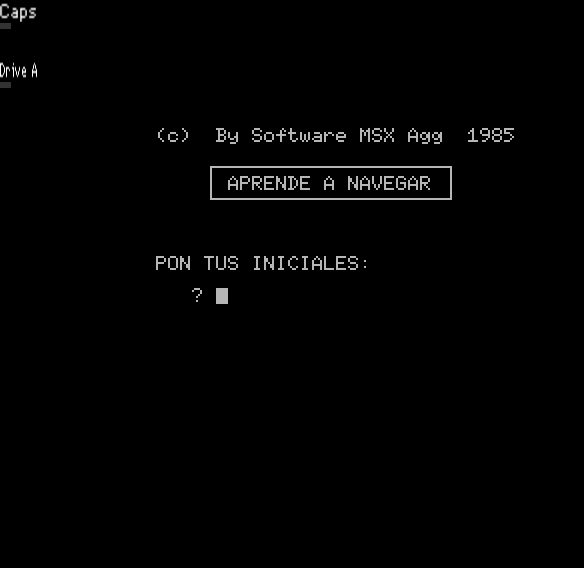 Caps
Drive A
(c)  By Software MSX Agg  1985
APRENDE A NAVEGAR
PON TUS INICIALES:
?